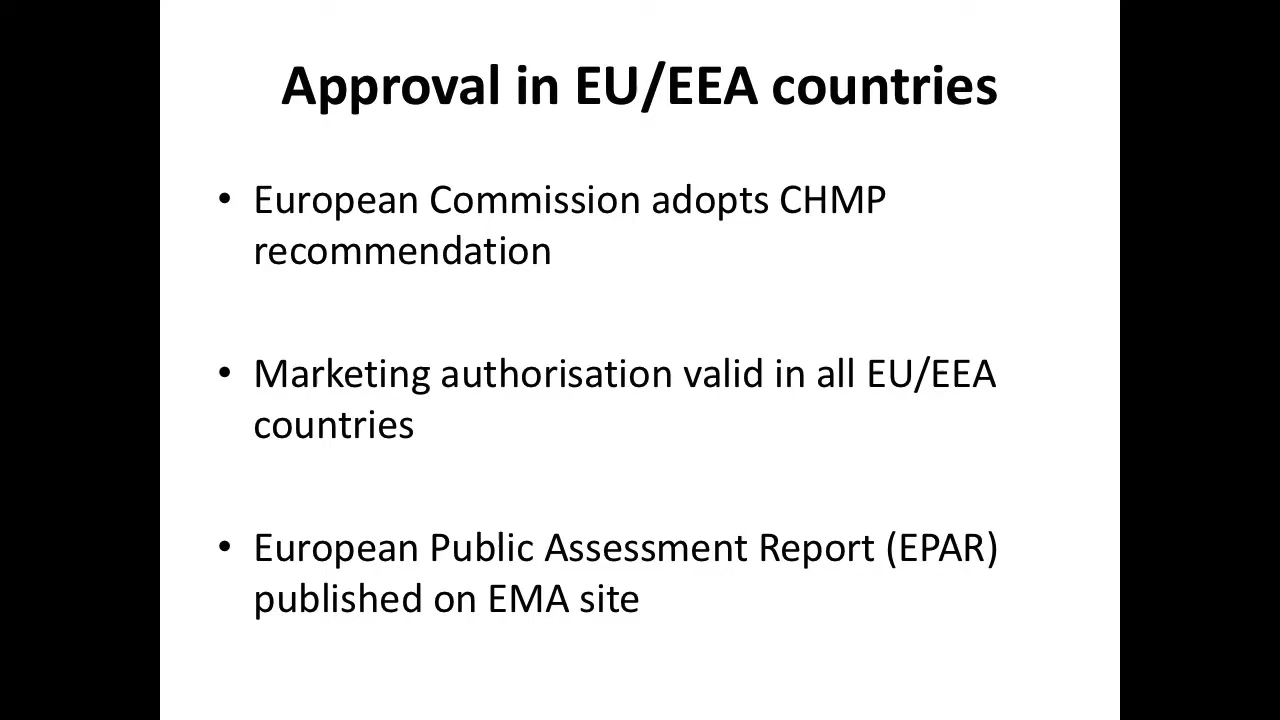 Approval in EU/EEA countries
• European Commission adopts CHMP
recommendation
• Marketing authorisation valid in all EU/EEA
countries
• European Public Assessment Report (EPAR)
published on EMA site